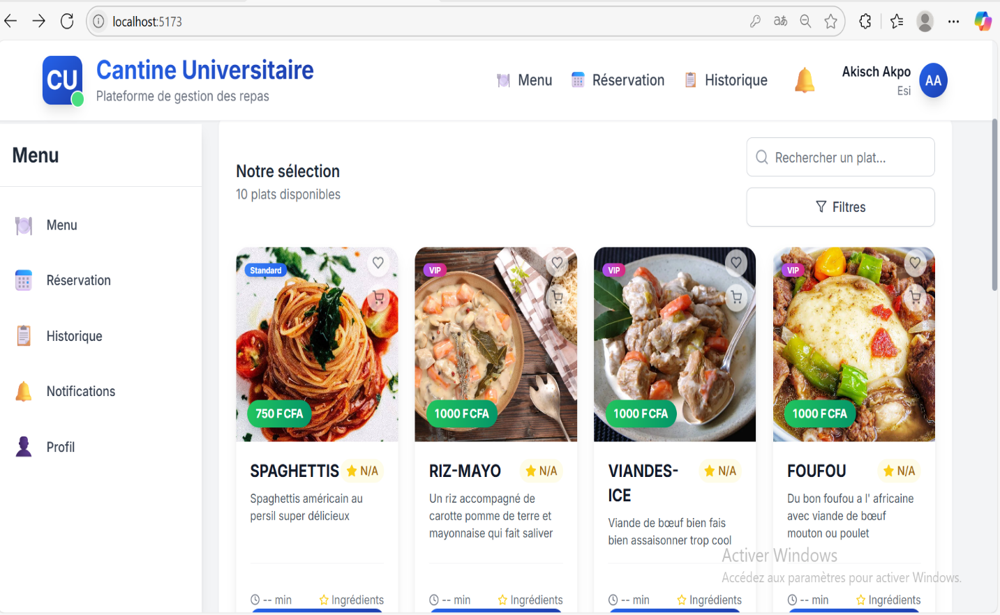 localhost:5173
CU
Cantine Universitaire
Plateforme de gestion des repas
Menu
Réservation
Historique
Akisch Akpo
Esi
AA
Menu
Menu
Réservation
Historique
Notifications
Profil
Notre sélection
10 plats disponibles
Rechercher un plat...
Filtres
Standard
750 F CFA
SPAGHETTIS
N/A
Spaghettis américain au
persil super délicieux
-- min
Ingrédients
VIP
1000 F CFA
RIZ-MAYO
N/A
Un riz accompagné de
carotte pomme de terre et
mayonnaise qui fait saliver
-- min
Ingrédients
VIP
1000 F CFA
VIANDES-
ICE
N/A
Viande de bœuf bien fais
bien assaisonner trop cool
-- min
Ingrédients
VIP
1000 F CFA
FOUFOU
N/A
Du bon foufou a l' africaine
avec viande de bœuf
mouton ou poulet
-- min
Ingrédients
Activer Windows
Accédez aux paramètres pour activer Windows.